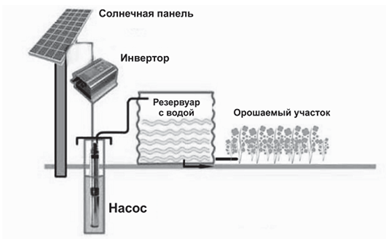 Солнечная панель
Инвертор
Резервуар
с водой
Орошаемый участок
Насос